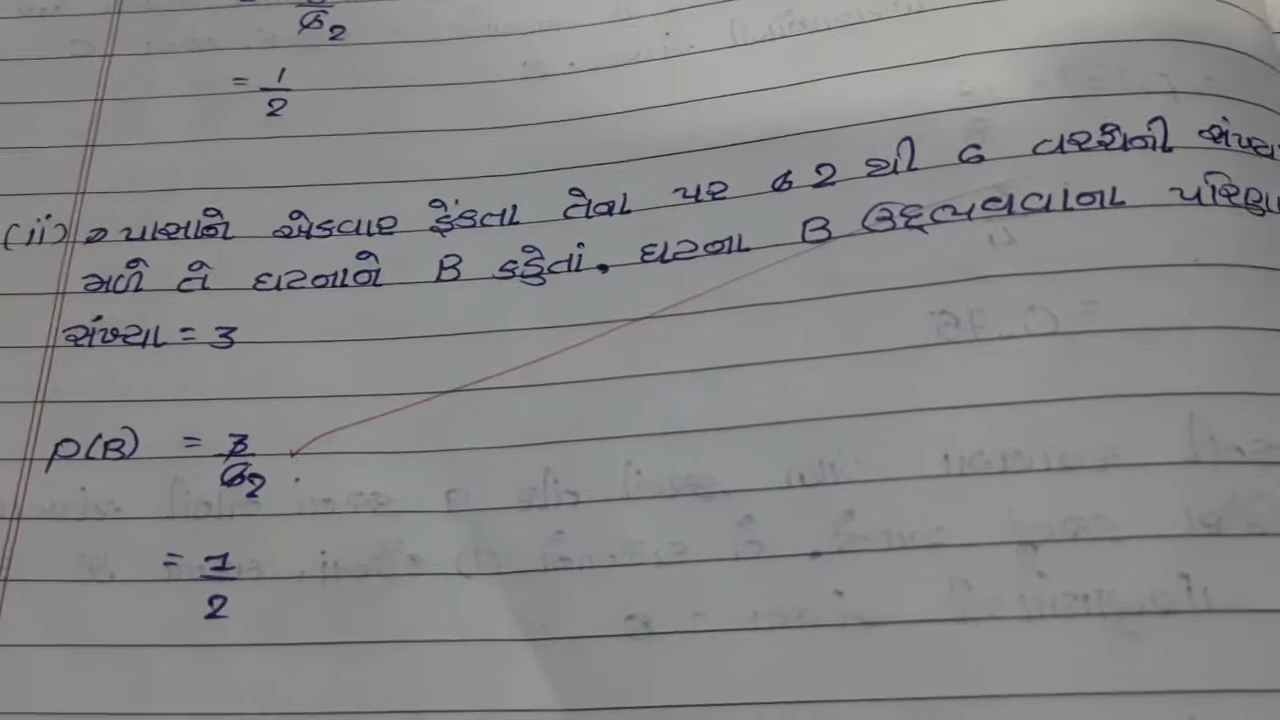 6 2
= 1
2
(ii) પાસાને એકવાર ફેંકતા તેના પર 2 થી 6 વચ્ચેની સંખ્યા
મળે તે ઘટનાને B કહેતાં, ઘટના B ઉદ્ભવવાના પરિણા
સંખ્યા = 3
P(B) = 3
6 2
= 1
2